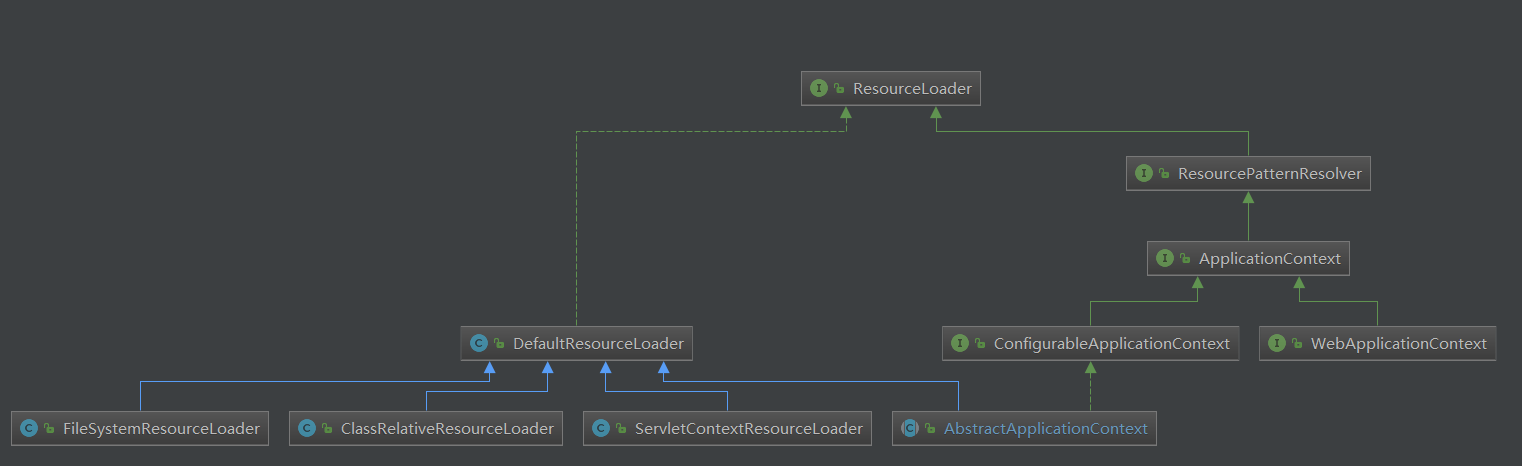 ResourceLoader
ResourcePatternResolver
ApplicationContext
DefaultResourceLoader
ConfigurableApplicationContext
WebApplicationContext
FileSystemResourceLoader
ClassRelativeResourceLoader
ServletContextResourceLoader
AbstractApplicationContext